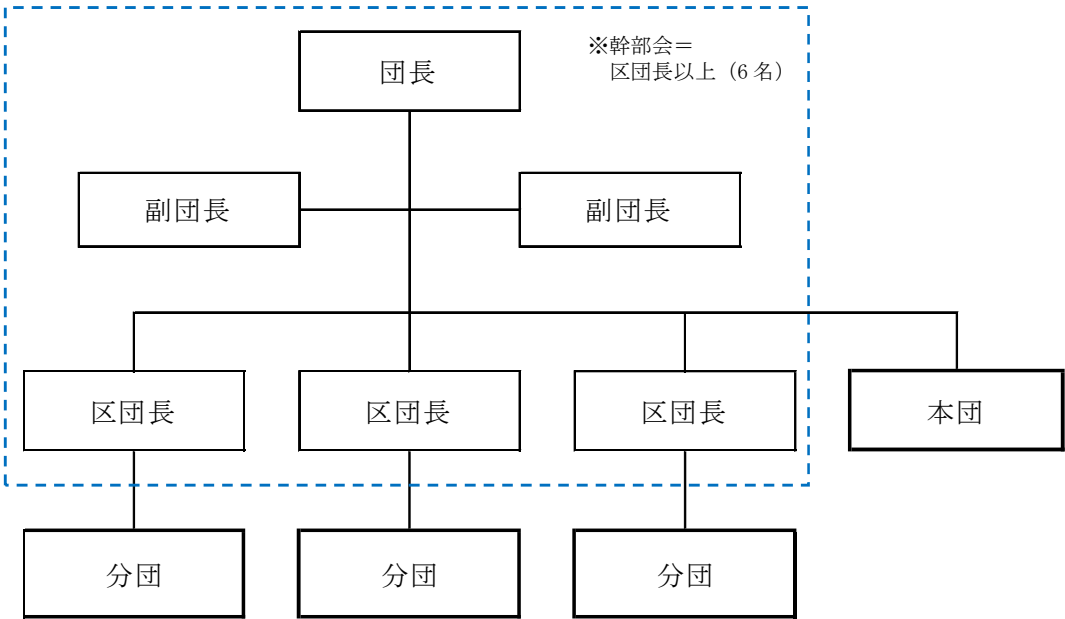 団長
※幹部会＝
区団長以上（6 名）
副団長
副団長
区団長
区団長
区団長
本団
分団
分団
分団